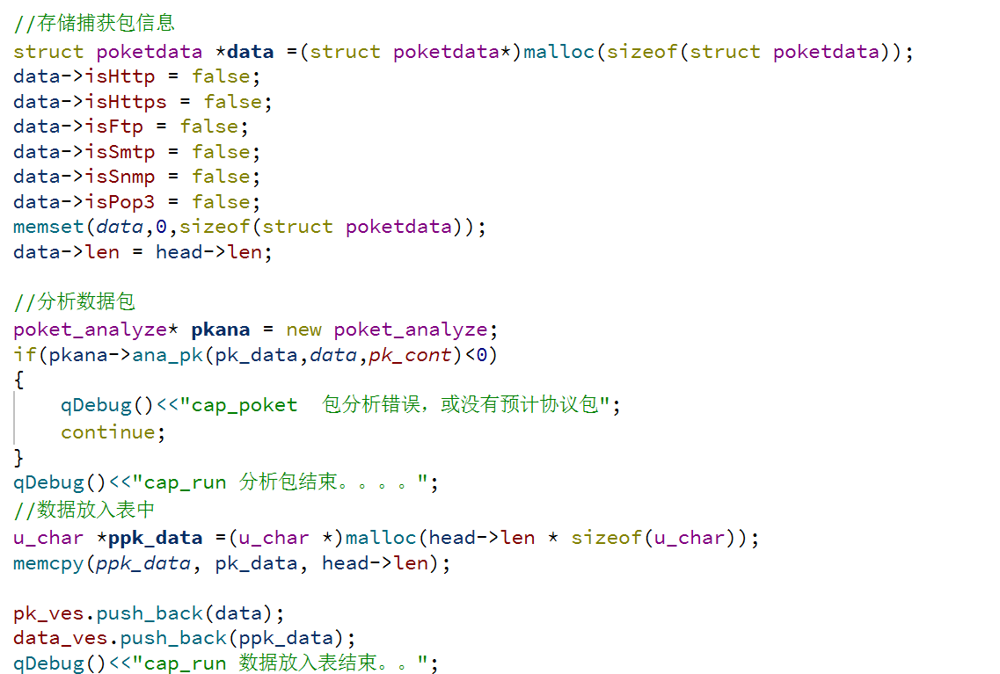 //存储捕获包信息
struct poketdata *data =(struct poketdata*)malloc(sizeof(struct poketdata));
data->isHttp = false;
data->isHttps = false;
data->isFtp = false;
data->isSmtp = false;
data->isSnmp = false;
data->isPop3 = false;
memset(data,0,sizeof(struct poketdata));
data->len = head->len;
//分析数据包
poket_analyze* pkana = new poket_analyze;
if(pkana->ana_pk(pk_data,data,pk_cont)<0)
{
qDebug()<<"cap_poket  包分析错误，或没有预计协议包";
continue;
}
qDebug()<<"cap_run 分析包结束。。。。";
//数据放入表中
u_char *ppk_data =(u_char *)malloc(head->len * sizeof(u_char));
memcpy(ppk_data, pk_data, head->len);
pk_ves.push_back(data);
data_ves.push_back(ppk_data);
qDebug()<<"cap_run 数据放入表结束。。";